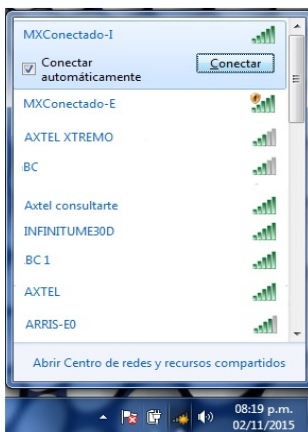 MXConectado-I
Conectar
automáticamente
Conectar
MXConectado-E
AXTEL XTREMO
BC
Axtel consultarte
INFINITUME30D
BC 1
AXTEL
ARRIS-E0
Abrir Centro de redes y recursos compartidos
08:19 p.m.
02/11/2015